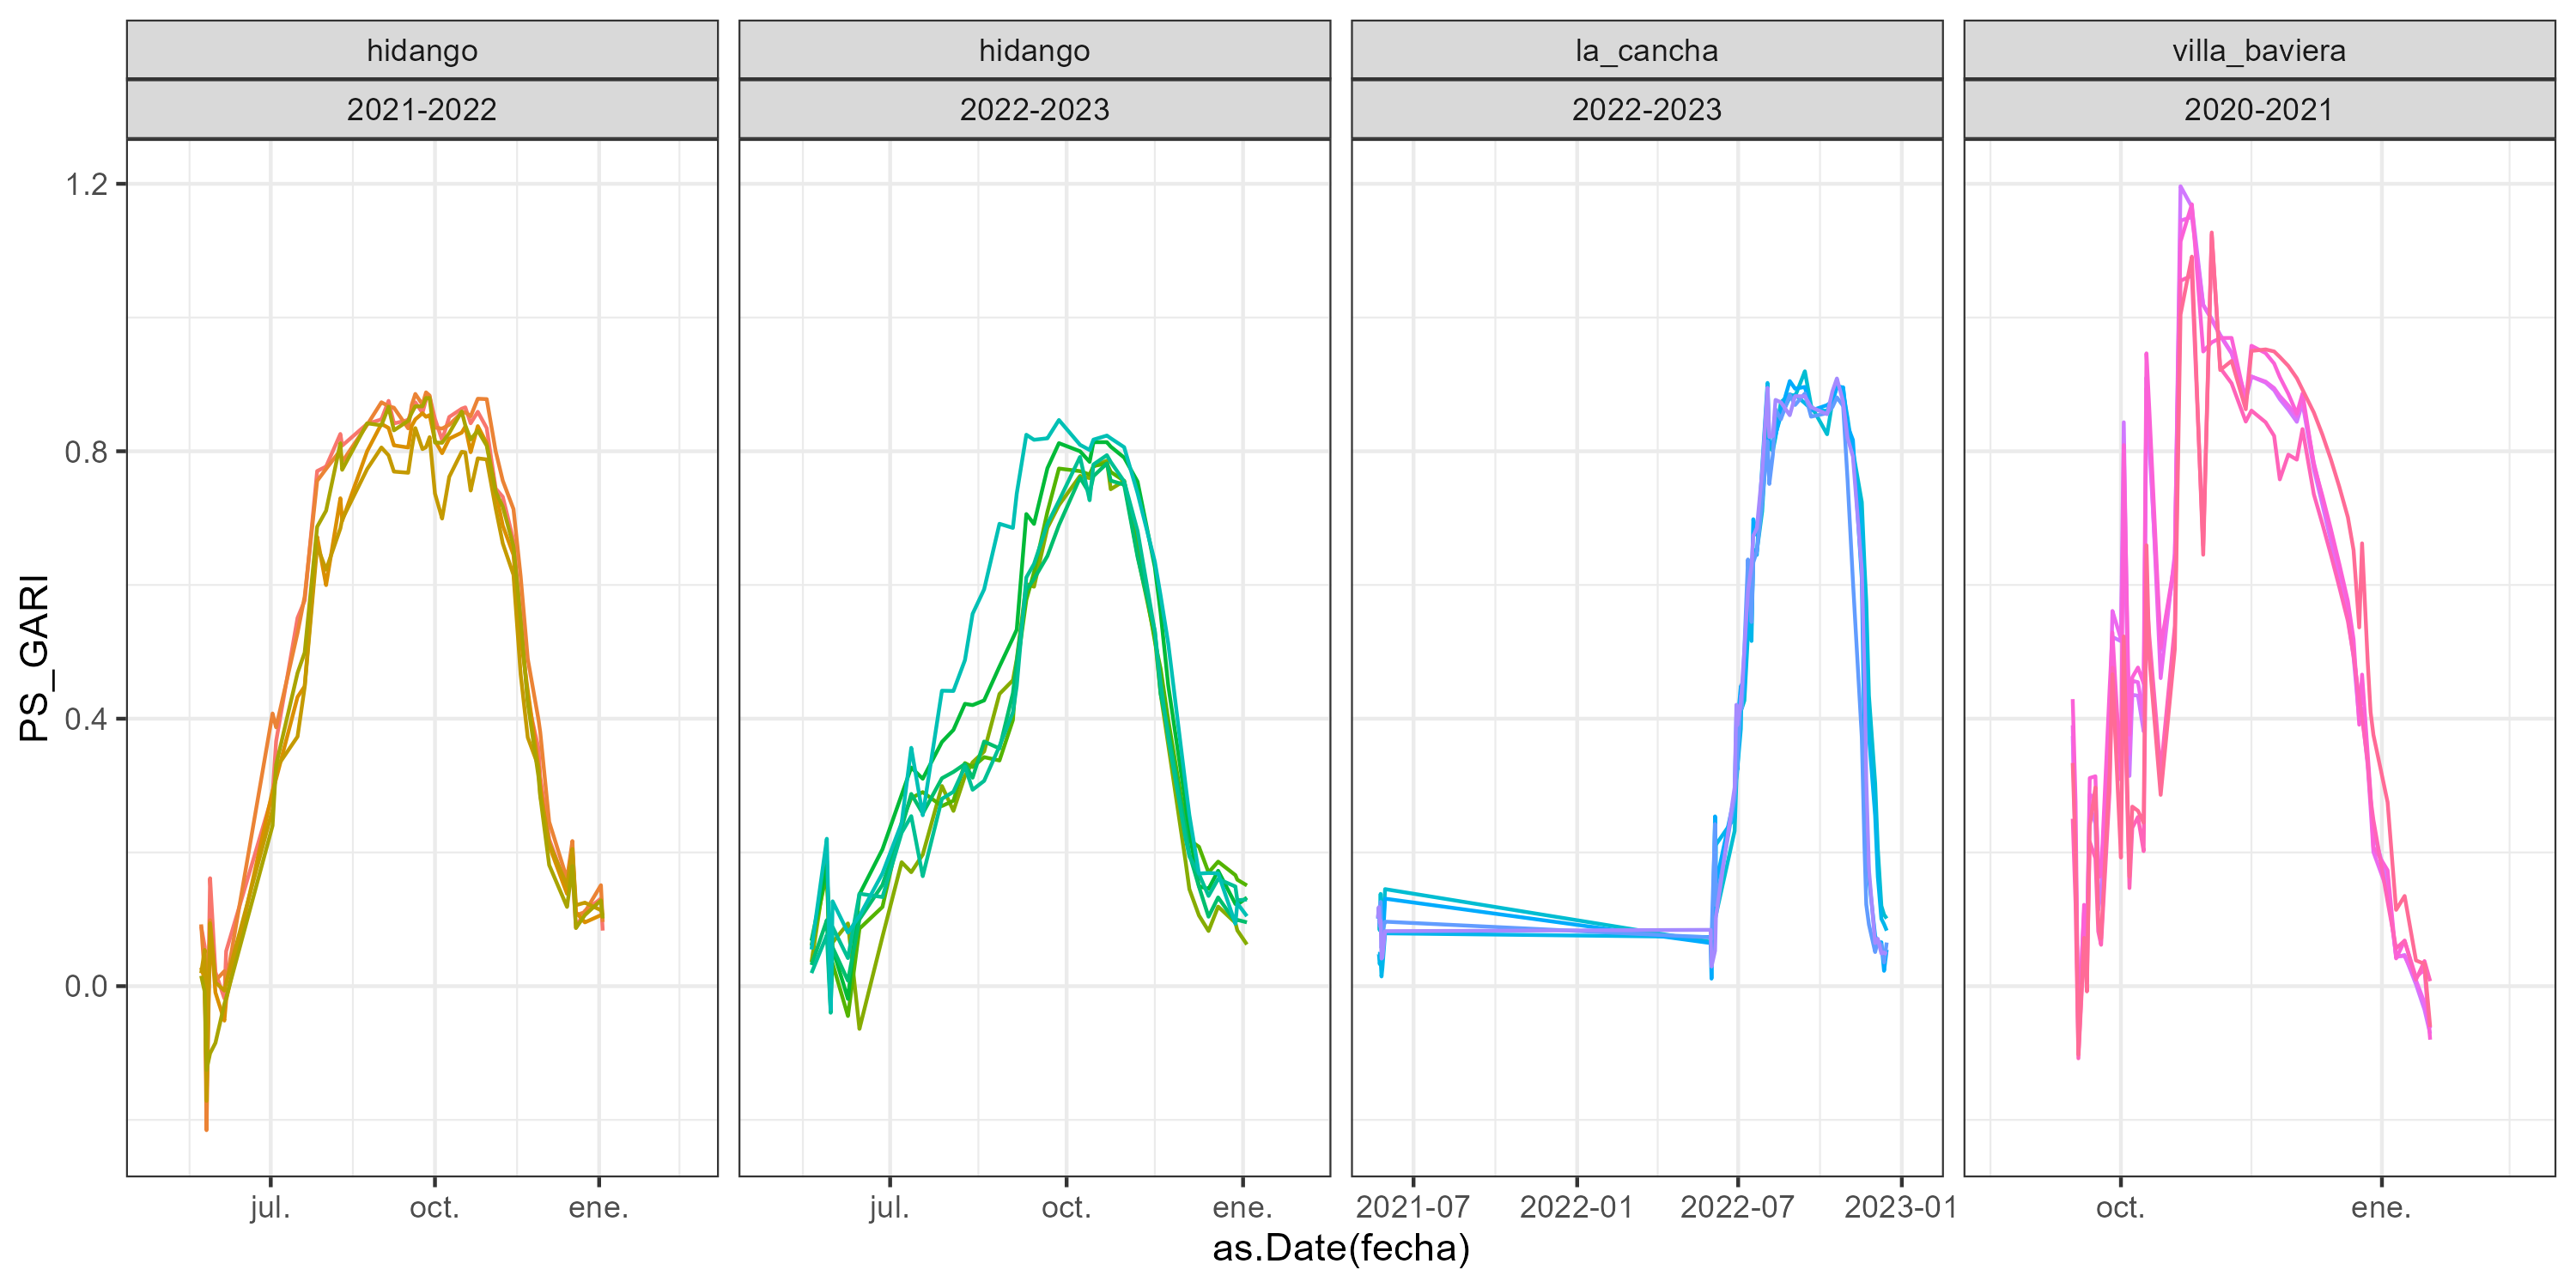 hidango
hidango
la_cancha
villa_baviera
2021-2022
2022-2023
2022-2023
2020-2021
PS_GARI
1.2
0.8
0.4
0.0
jul.
oct.
ene.
jul.
oct.
ene.
2021-07
2022-01
2022-07
2023-01
oct.
ene.
as.Date(fecha)